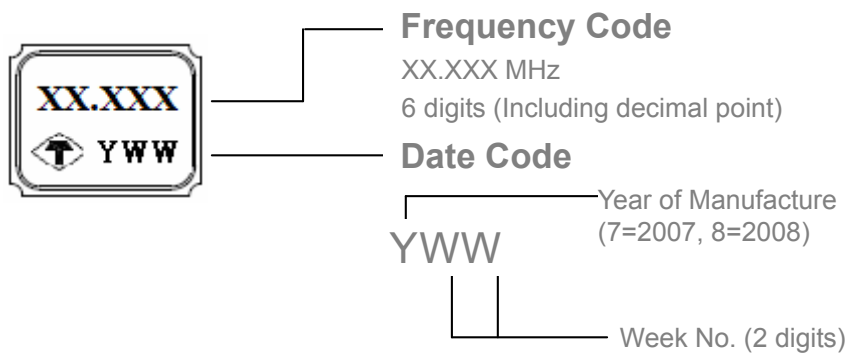 Frequency Code
XX.XXX MHz
6 digits (Including decimal point)
XX.XXX
T YWW
Date Code
Year of Manufacture
(7=2007, 8=2008)
YWW
Week No. (2 digits)